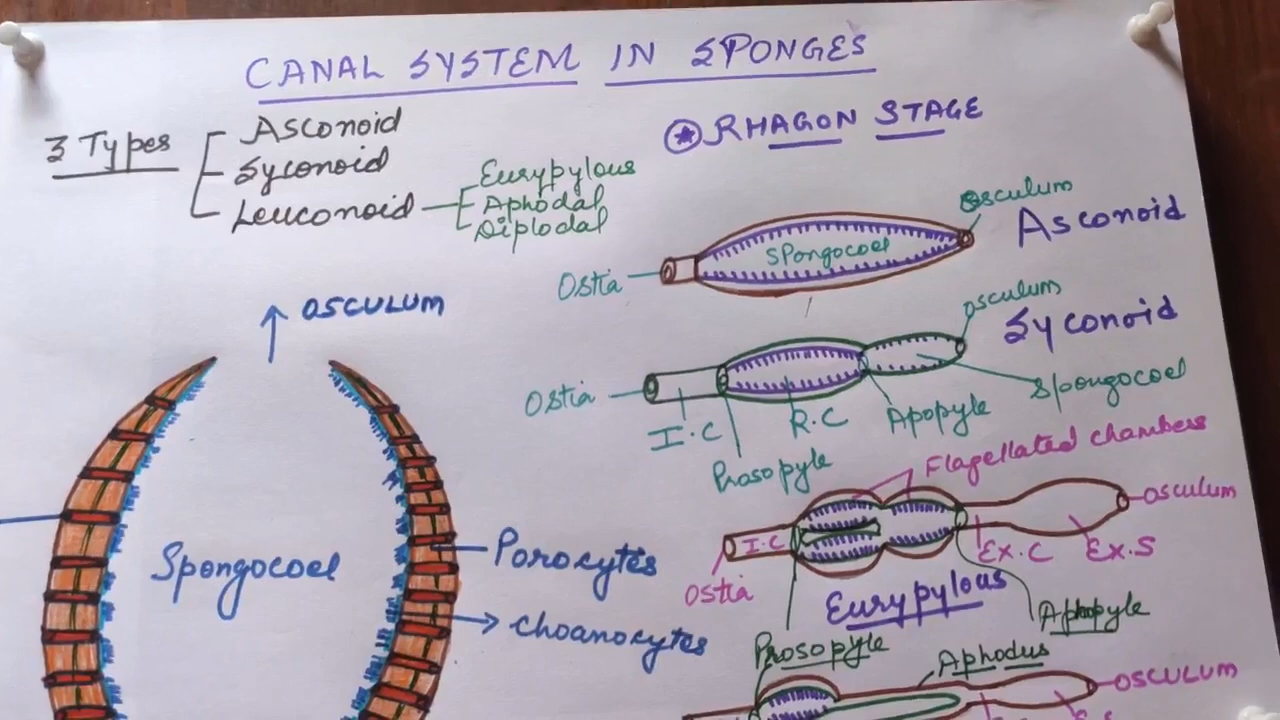 CANAL SYSTEM IN SPONGES
3 Types
Asconoid
Syconoid
Leuconoid
Eurypylous
Aphodal
Diplodal
OSCULUM
Spongocoel
Porocytes
choanocytes
* RHAGON STAGE
Osculum
Asconoid
Spongocoel
Ostia
osculum
Syconoid
Ostia
I.C
R.C
Apopyle
Spongocoel
Prosopyle
Flagellated chambers
OSCULUM
I.C
Ex.C
Ex.S
Ostia
Eurypylous
Prosopyle
Aphodus
OSCULUM